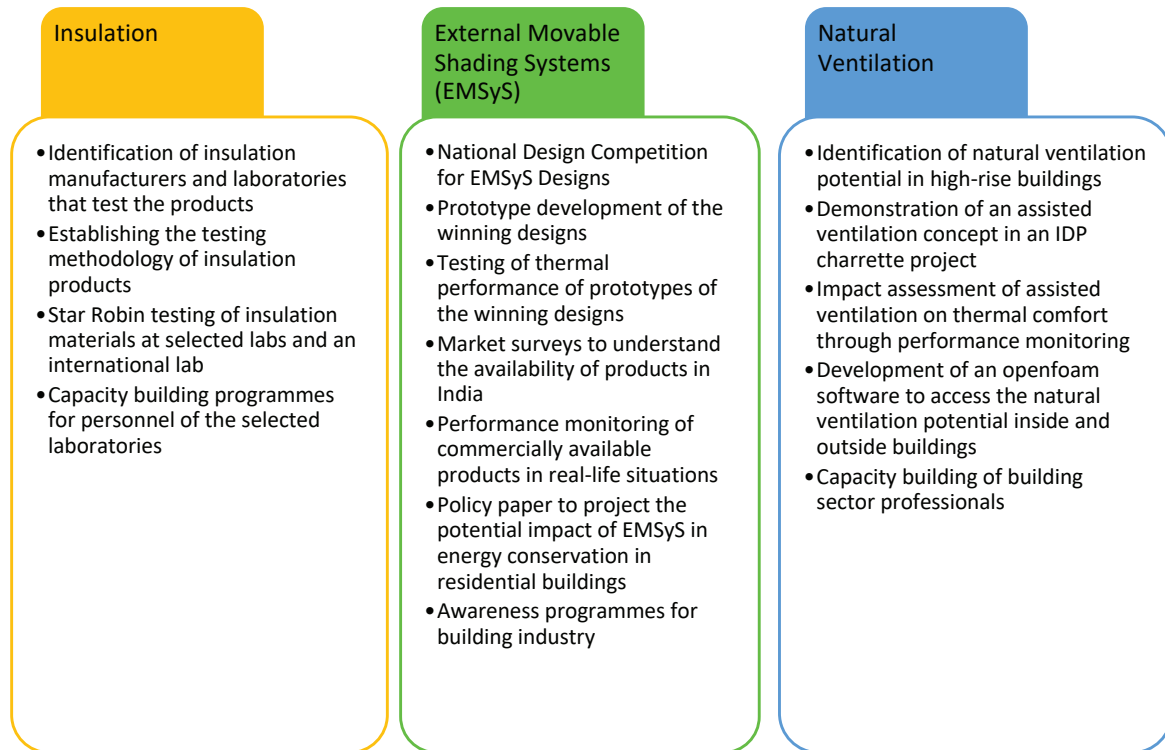 Insulation
•Identification of insulation
manufacturers and laboratories
that test the products
•Establishing the testing
methodology of insulation
products
•Star Robin testing of insulation
materials at selected labs and an
international lab
•Capacity building programmes
for personnel of the selected
laboratories
External Movable
Shading Systems
(EMSyS)
•National Design Competition
for EMSyS Designs
•Prototype development of the
winning designs
•Testing of thermal
performance of prototypes of
the winning designs
•Market surveys to understand
the availability of products in
India
•Performance monitoring of
commercially available
products in real-life situations
•Policy paper to project the
potential impact of EMSyS in
energy conservation in
residential buildings
•Awareness programmes for
building industry
Natural
Ventilation
•Identification of natural ventilation
potential in high-rise buildings
•Demonstration of an assisted
ventilation concept in an IDP
charrette project
•Impact assessment of assisted
ventilation on thermal comfort
through performance monitoring
•Development of an openfoam
software to access the natural
ventilation potential inside and
outside buildings
•Capacity building of building
sector professionals